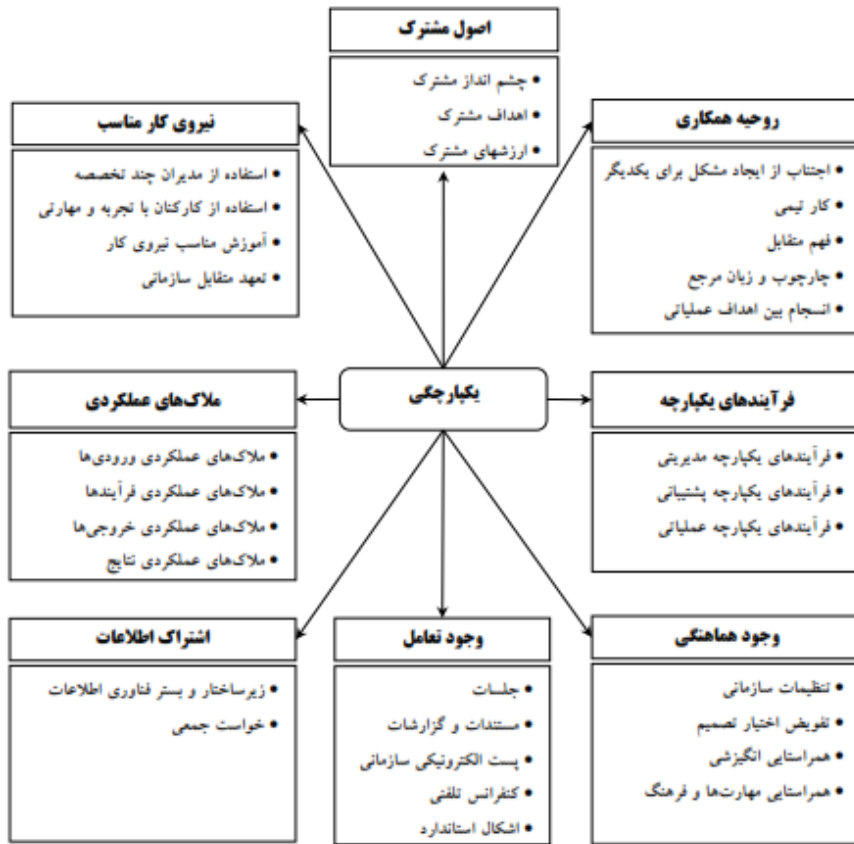 اصول مشترک
• چشم انداز مشترک
• اهداف مشترک
• ارزشهای مشترک
روحیه همکاری
• اجتناب از ایجاد مشکل برای یکدیگر
• کار تیمی
• فهم متقابل
• چارچوب و زبان مرجع
• انسجام بین اهداف عملیاتی
نیروی کار مناسب
• استفاده از مدیران چند تخصصه
• استفاده از کارکنان با تجربه و مهارتی
• آموزش مناسب نیروی کار
• تعهد متقابل سازمانی
یکپارچگی
فرآیندهای یکپارچه
• فرآیندهای یکپارچه مدیریتی
• فرآیندهای یکپارچه پشتیبانی
• فرآیندهای یکپارچه عملیاتی
ملاک‌های عملکردی
• ملاک‌های عملکردی ورودی‌ها
• ملاک‌های عملکردی فرآیندها
• ملاک‌های عملکردی خروجی‌ها
• ملاک‌های عملکردی نتایج
وجود هماهنگی
• تنظیمات سازمانی
• تفویض اختیار تصمیم
• همراستایی انگیزشی
• همراستایی مهارت‌ها و فرهنگ
وجود تعامل
• جلسات
• مستندات و گزارشات
• پست الکترونیکی سازمانی
• کنفرانس تلفنی
• اشکال استاندارد
اشتراک اطلاعات
• زیرساختار و بستر فناوری اطلاعات
• خواست جمعی